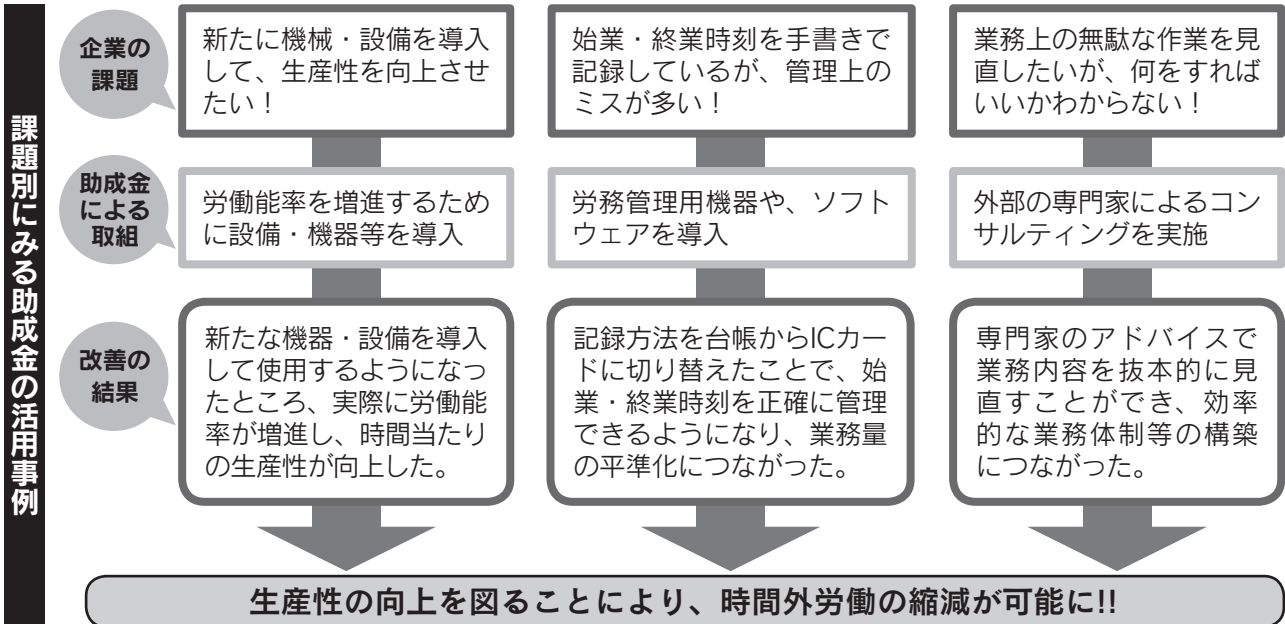 課題別にみる助成金の活用事例
企業の
課題
新たに機械・設備を導入
して、生産性を向上させ
たい！
始業・終業時刻を手書きで
記録しているが、管理上の
ミスが多い！
業務上の無駄な作業を見
直したいが、何をすれば
いいかわからない！
助成金
による
取組
労働能率を増進するため
に設備・機器等を導入
労務管理用機器や、ソフト
ウェアを導入
外部の専門家によるコン
サルティングを実施
改善の
結果
新たな機器・設備を導入
して使用するようになっ
たところ、実際に労働能
率が増進し、時間当たり
の生産性が向上した。
記録方法を台帳からICカー
ドに切り替えたことで、始
業・終業時刻を正確に管理
できるようになり、業務量
の平準化につながった。
専門家のアドバイスで
業務内容を抜本的に見
直すことができ、効率
的な業務体制等の構築
につながった。
生産性の向上を図ることにより、時間外労働の縮減が可能に!!